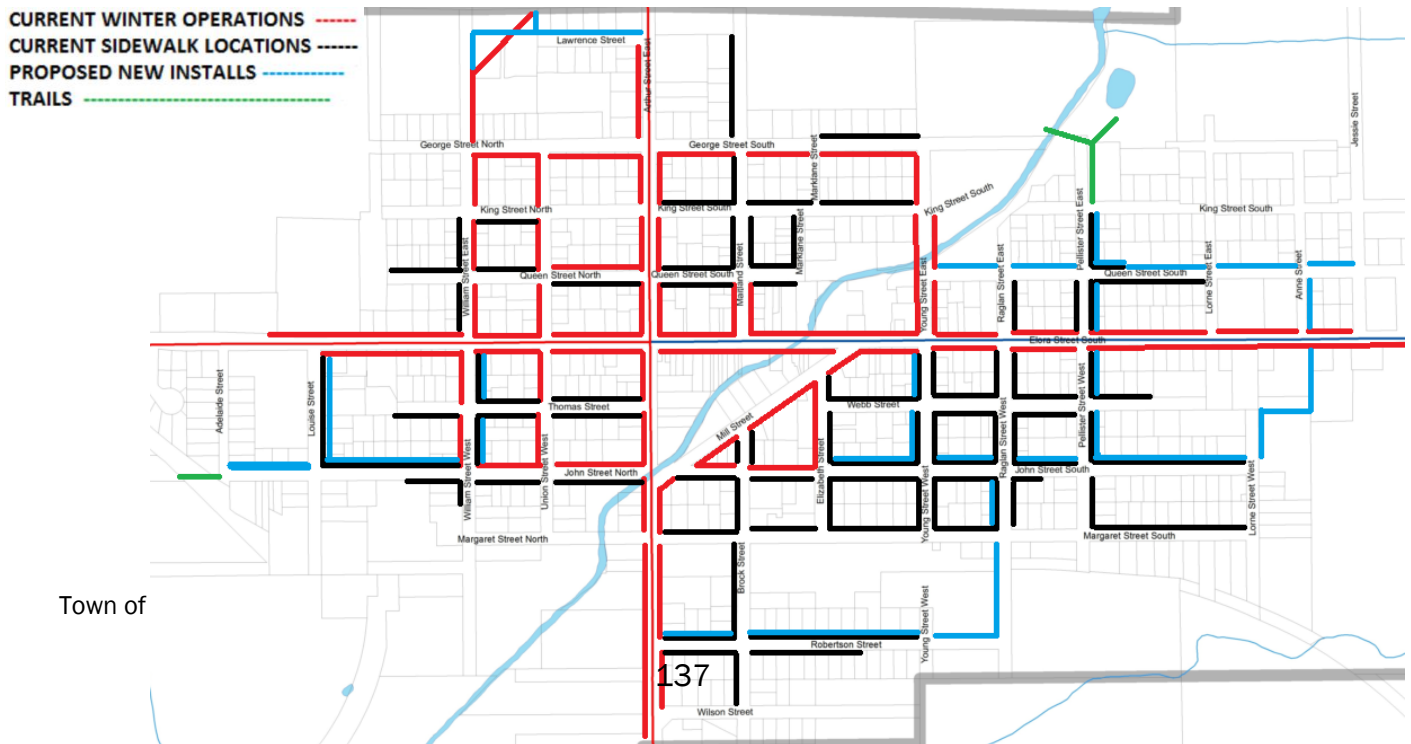 CURRENT WINTER OPERATIONS
CURRENT SIDEWALK LOCATIONS
PROPOSED NEW INSTALLS
TRAILS
Lawrence Street
Arthur Street East
Jessie Street
George Street North
George Street South
Marklane Street
King Street North
King Street South
King Street South
King Street South
Pellister Street East
William Street East
Queen Street North
Queen Street South
Maitland Street
Marklane Street
Young Street East
Raglan Street East
Queen Street South
Lorne Street East
Anne Street
Elora Street South
Adelaide Street
Louise Street
Thomas Street
Mill Street
Webb Street
Pellister Street West
William Street West
Union Street West
John Street North
Elizabeth Street
Young Street West
Raglan Street West
John Street South
Lorne Street West
Margaret Street North
Margaret Street South
Brock Street
Town of
Robertson Street
Young Street West
137
Wilson Street